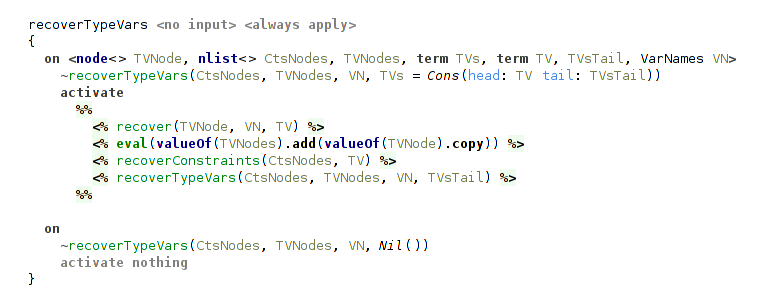 recoverTypeVars <no input> <always apply>
{
on <node<> TVNode, nlist<> CtsNodes, TVNodes, term TVs, term TV, TVsTail, VarNames VN>
~recoverTypeVars(CtsNodes, TVNodes, VN, TVs = Cons(head: TV tail: TVsTail))
activate
%%
<% recover(TVNode, VN, TV) %>
<% eval(valueOf(TVNodes).add(valueOf(TVNode).copy)) %>
<% recoverConstraints(CtsNodes, TV) %>
<% recoverTypeVars(CtsNodes, TVNodes, VN, TVsTail) %>
%%
on
~recoverTypeVars(CtsNodes, TVNodes, VN, Nil())
activate nothing
}